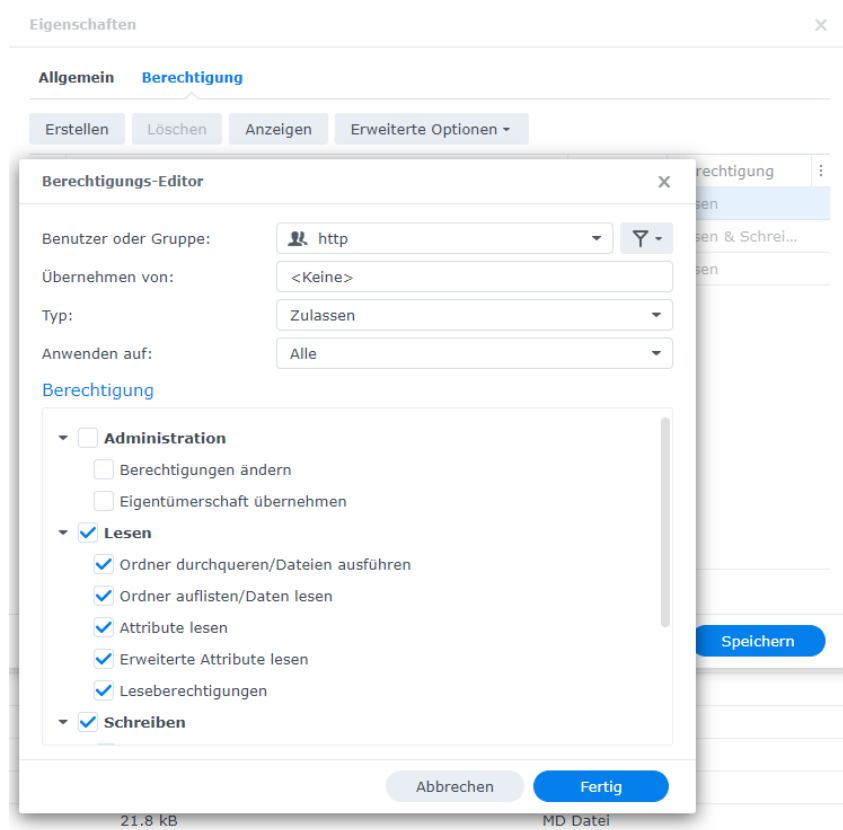 Eigenschaften
Allgemein Berechtigung
Erstellen Löschen Anzeigen Erweiterte Optionen
Berechtigungs-Editor
Benutzer oder Gruppe: http
Übernehmen von: <Keine>
Typ: Zulassen
Anwenden auf: Alle
Berechtigung
Administration
Berechtigungen ändern
Eigentümerschaft übernehmen
Lesen
Ordner durchqueren/Dateien ausführen
Ordner auflisten/Daten lesen
Attribute lesen
Erweiterte Attribute lesen
Leseberechtigungen
Schreiben
Abbrechen Fertig
rechtigung
sen
sen & Schrei...
sen
Speichern
21.8 kB MD Datei